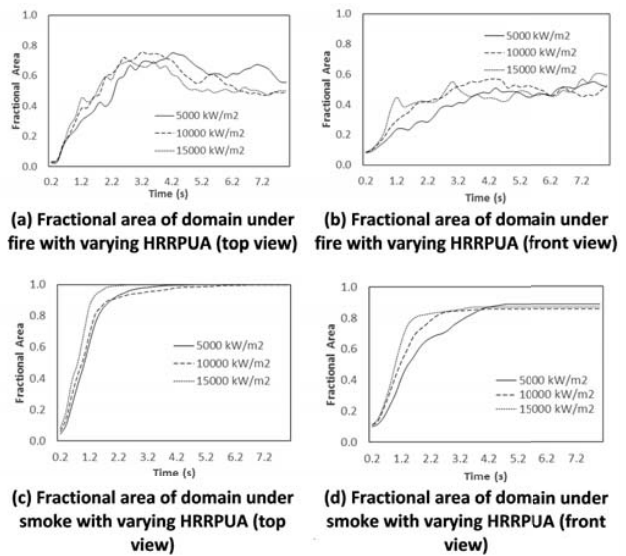 1.0
0.8
0.6
0.4
0.2
0.0
Fractional Area
5000 kW/m2
10000 kW/m2
15000 kW/m2
0.2 1.2 2.2 3.2 4.2 5.2 6.2 7.2
Time (s)
(a) Fractional area of domain under
fire with varying HRRPUA (top view)
1.0
0.8
0.6
0.4
0.2
0.0
Fractional Area
5000 kW/m2
10000 kW/m2
15000 kW/m2
0.2 1.2 2.2 3.2 4.2 5.2 6.2 7.2
Time (s)
(b) Fractional area of domain under
fire with varying HRRPUA (front view)
1.0
0.8
0.6
0.4
0.2
0.0
Fractional Area
5000 kW/m2
10000 kW/m2
15000 kW/m2
0.2 1.2 2.2 3.2 4.2 5.2 6.2 7.2
Time (s)
(c) Fractional area of domain under
smoke with varying HRRPUA (top
view)
1.0
0.8
0.6
0.4
0.2
0.0
Fractional Area
5000 kW/m2
10000 kW/m2
15000 kW/m2
0.2 1.2 2.2 3.2 4.2 5.2 6.2 7.2
Time (s)
(d) Fractional area of domain under
smoke with varying HRRPUA (front
view)